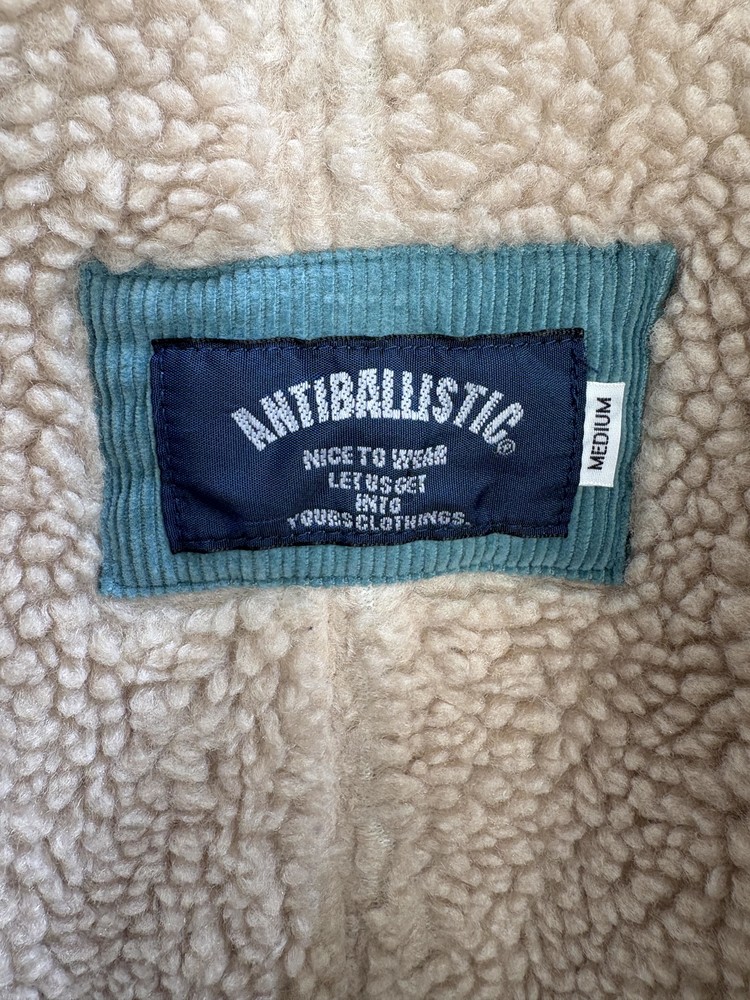 ANTIBALLISTIC®
NICE TO WEAR
LET US GET
INTO
YOURS CLOTHINGS.
MEDIUM